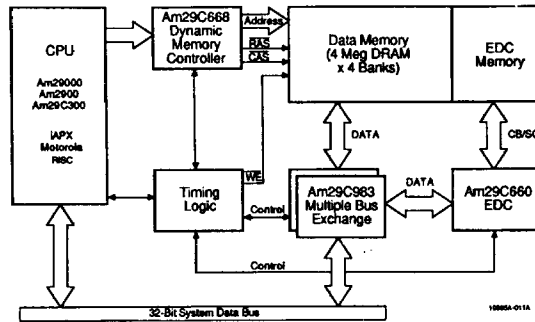 CPU
Am29000
Am2900
Am29C300
iAPX
Motorola
RISC
Am29C668
Dynamic
Memory
Controller
Address
RAS
CAS
Data Memory
(4 Meg DRAM
x 4 Banks)
EDC
Memory
DATA
CB/SC
WE
Timing
Logic
Control
Am29C983
Multiple Bus
Exchange
DATA
Am29C660
EDC
Control
32-Bit System Data Bus